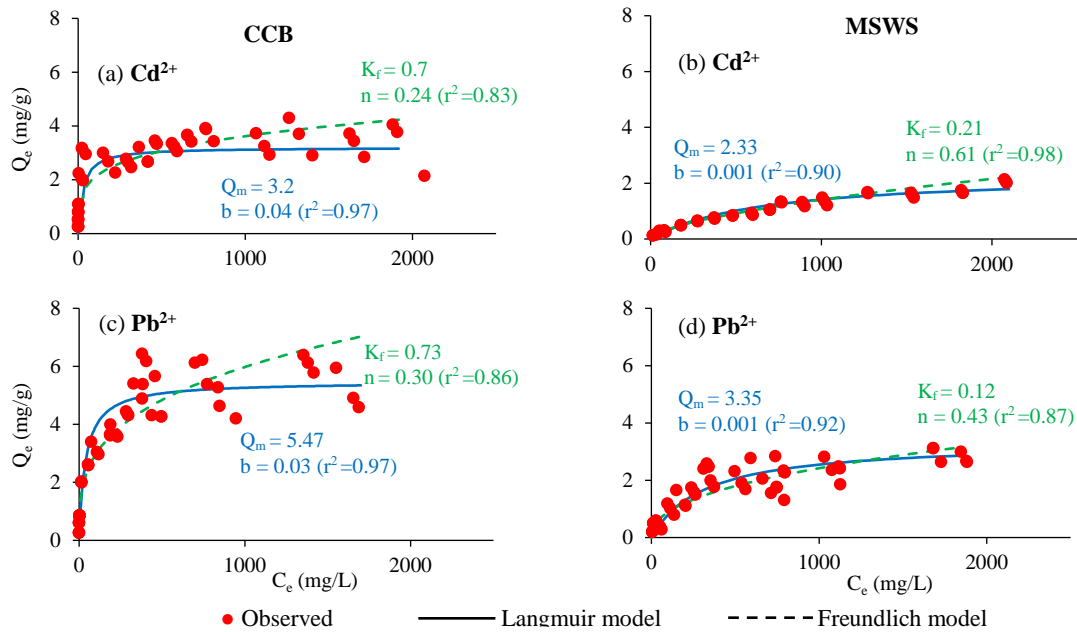 CCB
MSWS
(a) Cd²⁺
K_f = 0.7
n = 0.24 (r²=0.83)
Q_m = 3.2
b = 0.04 (r²=0.97)
Q_e (mg/g)
8
6
4
2
0
0
1000
2000
(b) Cd²⁺
Q_m = 2.33
b = 0.001 (r²=0.90)
K_f = 0.21
n = 0.61 (r²=0.98)
8
6
4
2
0
0
1000
2000
(c) Pb²⁺
K_f = 0.73
n = 0.30 (r²=0.86)
Q_m = 5.47
b = 0.03 (r²=0.97)
Q_e (mg/g)
8
6
4
2
0
0
1000
2000
C_e (mg/L)
(d) Pb²⁺
Q_m = 3.35
b = 0.001 (r²=0.92)
K_f = 0.12
n = 0.43 (r²=0.87)
8
6
4
2
0
0
1000
2000
C_e (mg/L)
Observed
Langmuir model
Freundlich model